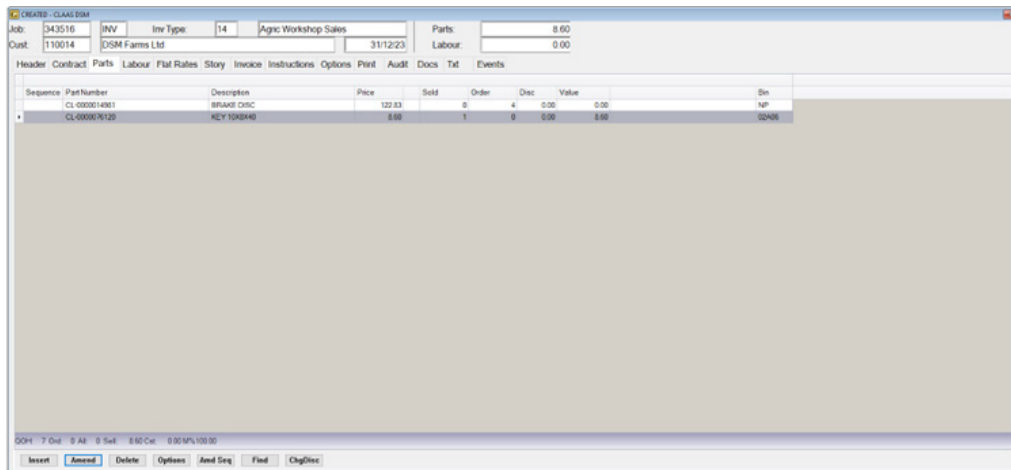 CREATED - CLAAS DSM
Job: 343516 INV Inv Type: 14 Agric Workshop Sales Parts: 8.60
Cust: 110014 DSM Farms Ltd 31/12/23 Labour: 0.00
Header Contract Parts Labour Flat Rates Story Invoice Instructions Options Print Audit Docs Txt Events
Sequence Part Number Description Price Sold Order Disc Value Bin
CL-0000014981 BRAKE DISC 122.83 0 4 0.00 0.00 NP
CL-0000076120 KEY 10X8X40 8.60 1 0 0.00 8.60 02A06
QOH 7 Ord 0 All 0 Sell 8.60 Cst 0.00 M% 100.00
Insert Amend Delete Options Amd Seq Find ChgDisc